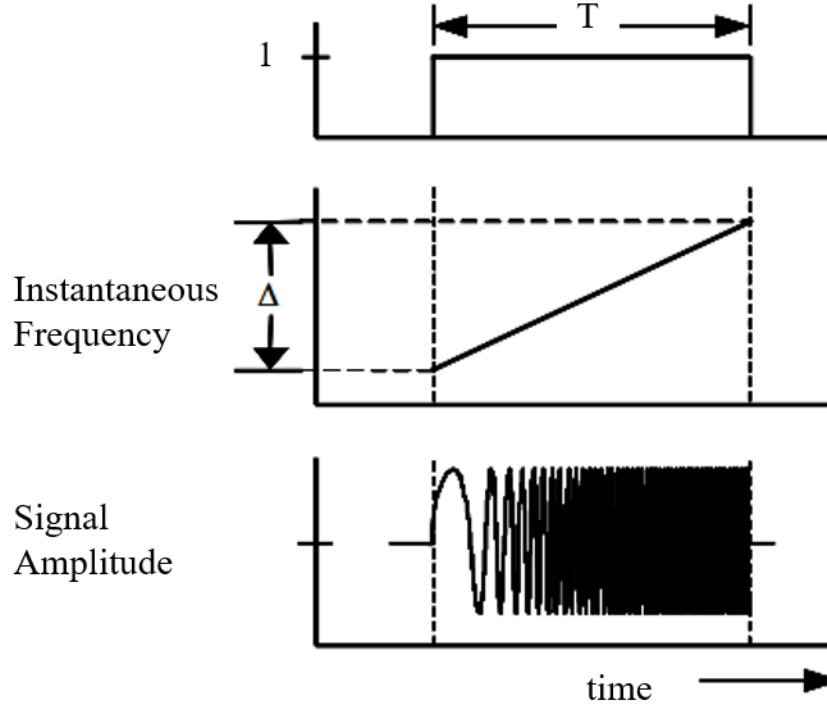 T
1
Instantaneous
Frequency
Δ
Signal
Amplitude
time